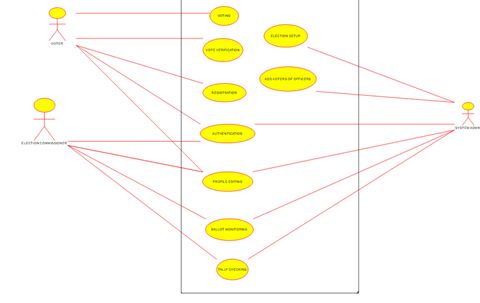 VOTING
ELECTION SETUP
VOTER
VOTE VERIFICATION
ADD VOTERS OF OFFICERS
REGISTRATION
SYSTEM ADMIN
AUTHENTICATION
ELECTION COMMISSIONER
PROFILE EDITING
BALLOT MONITORING
TALLY CHECKING